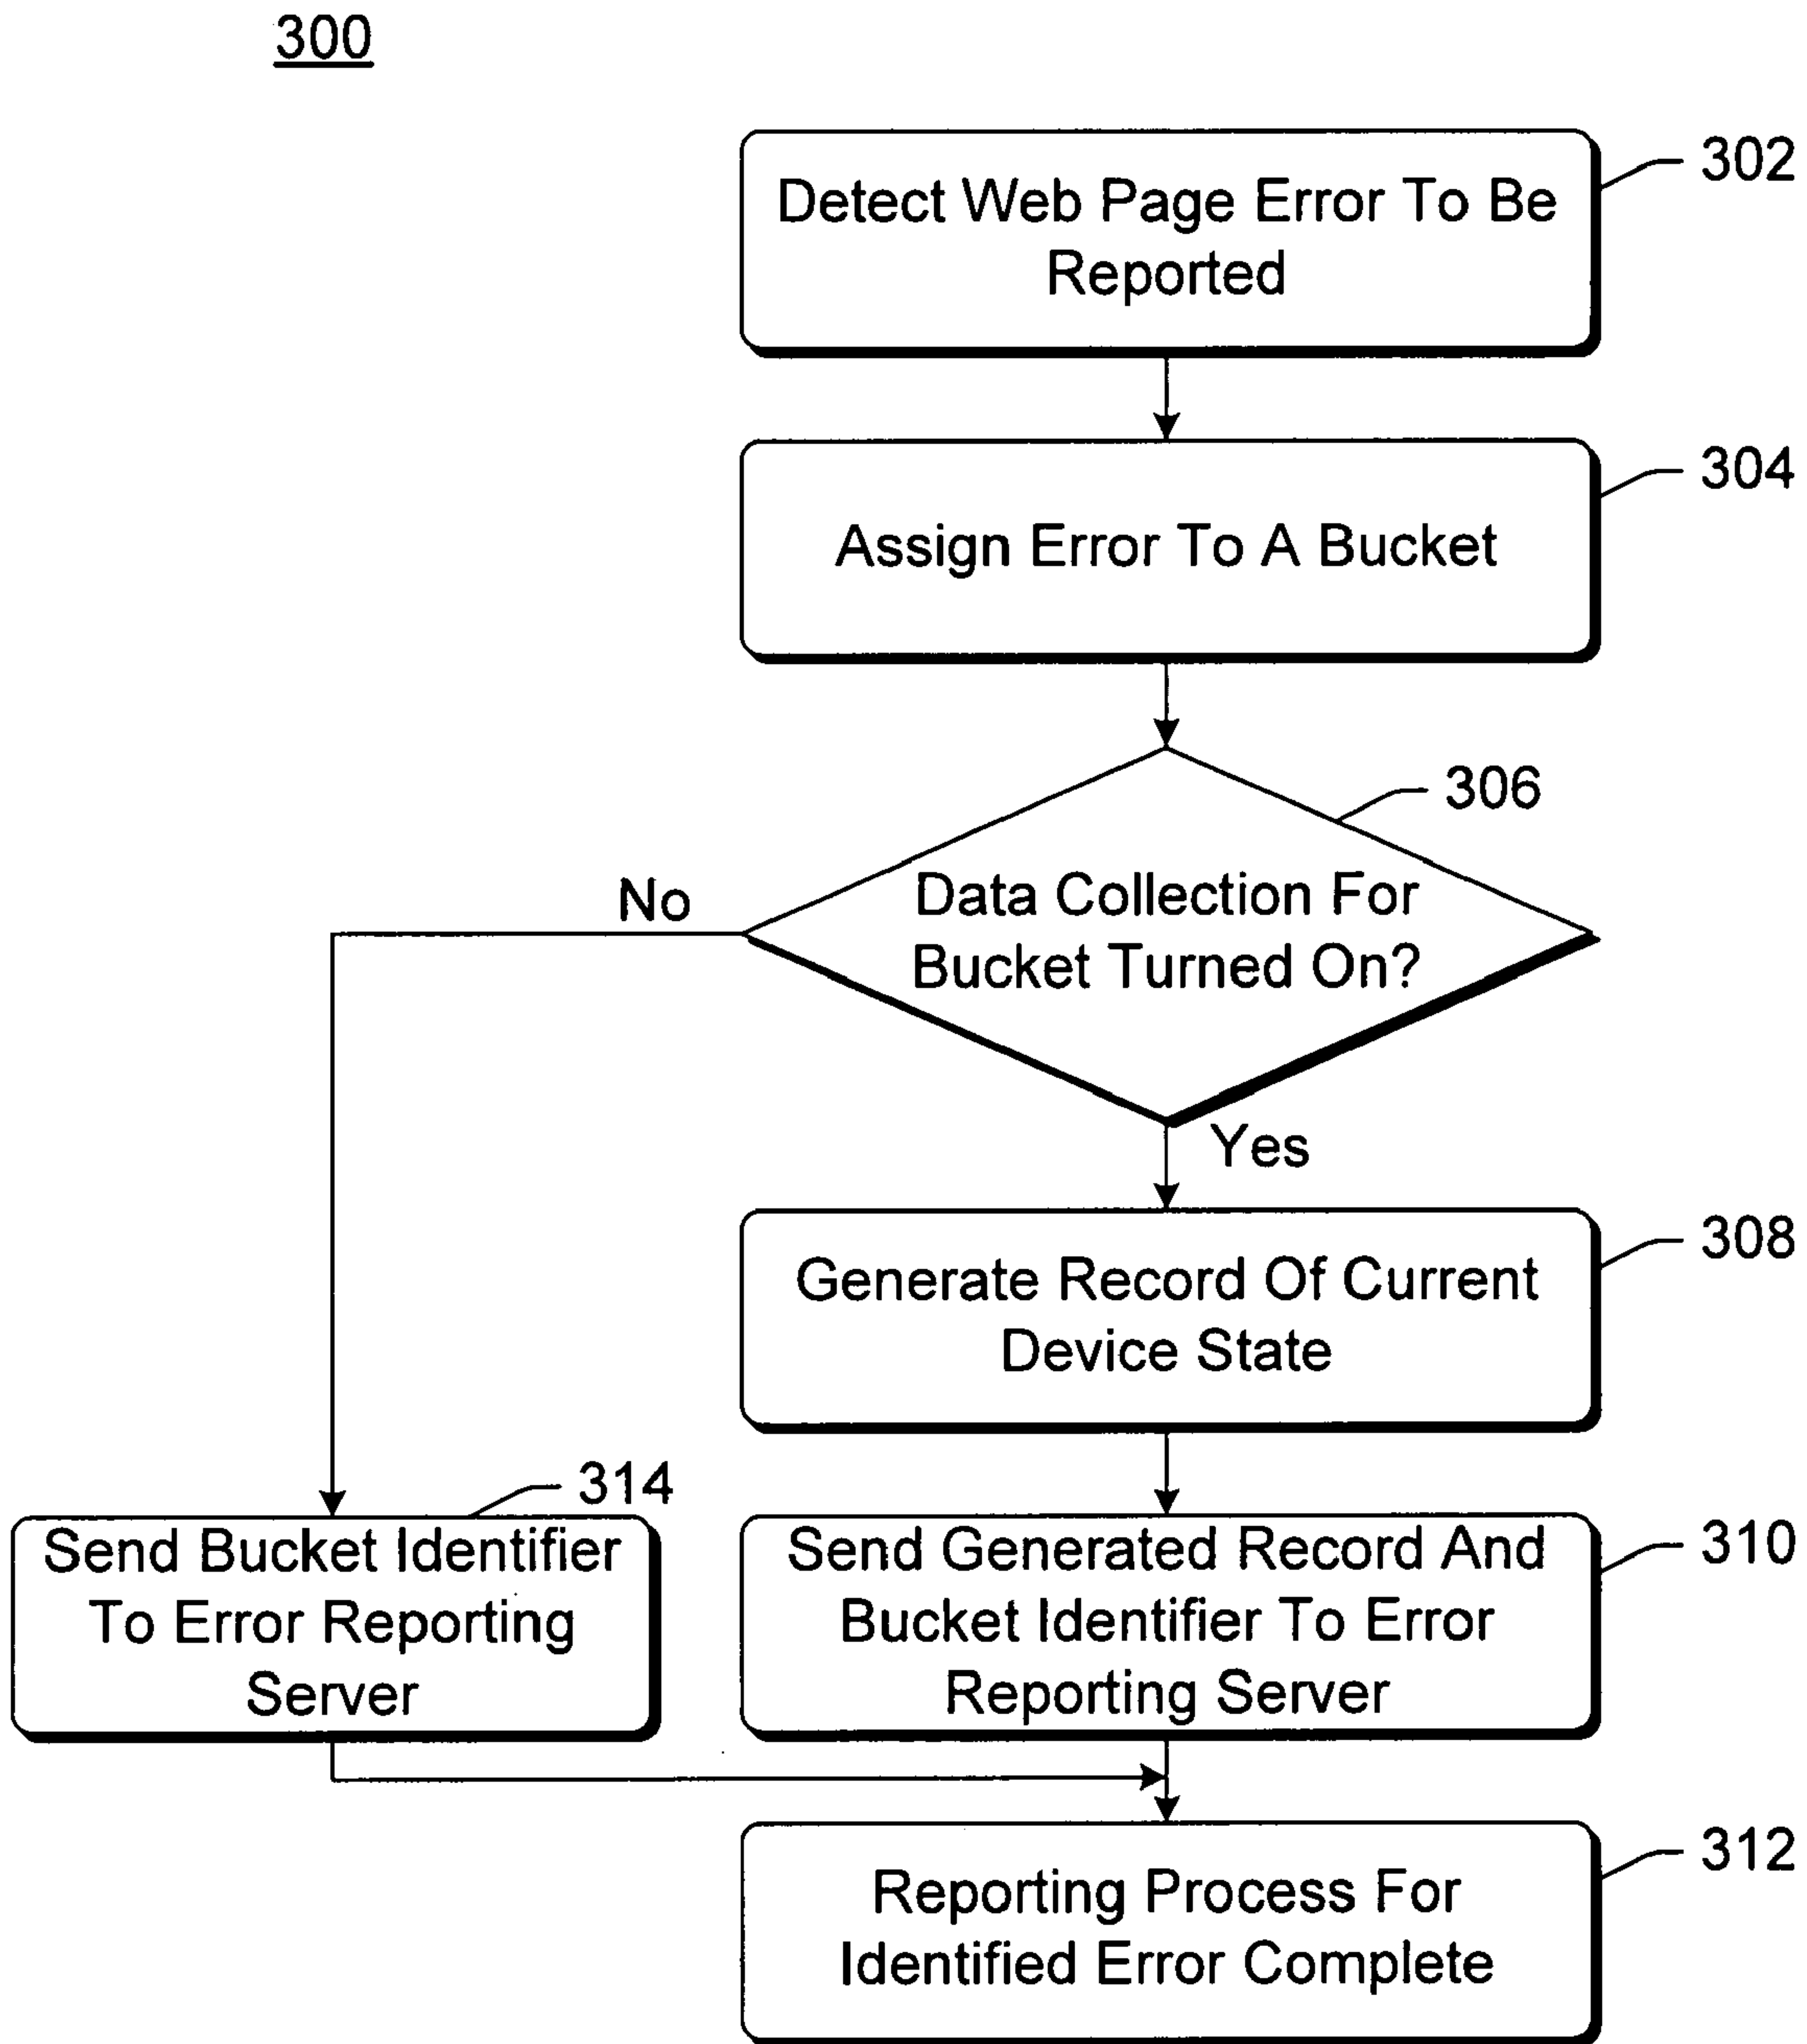 300
302
Detect Web Page Error To Be
Reported
304
Assign Error To A Bucket
306
Data Collection For
Bucket Turned On?
No
Yes
308
Generate Record Of Current
Device State
314
Send Bucket Identifier
To Error Reporting
Server
310
Send Generated Record And
Bucket Identifier To Error
Reporting Server
312
Reporting Process For
Identified Error Complete